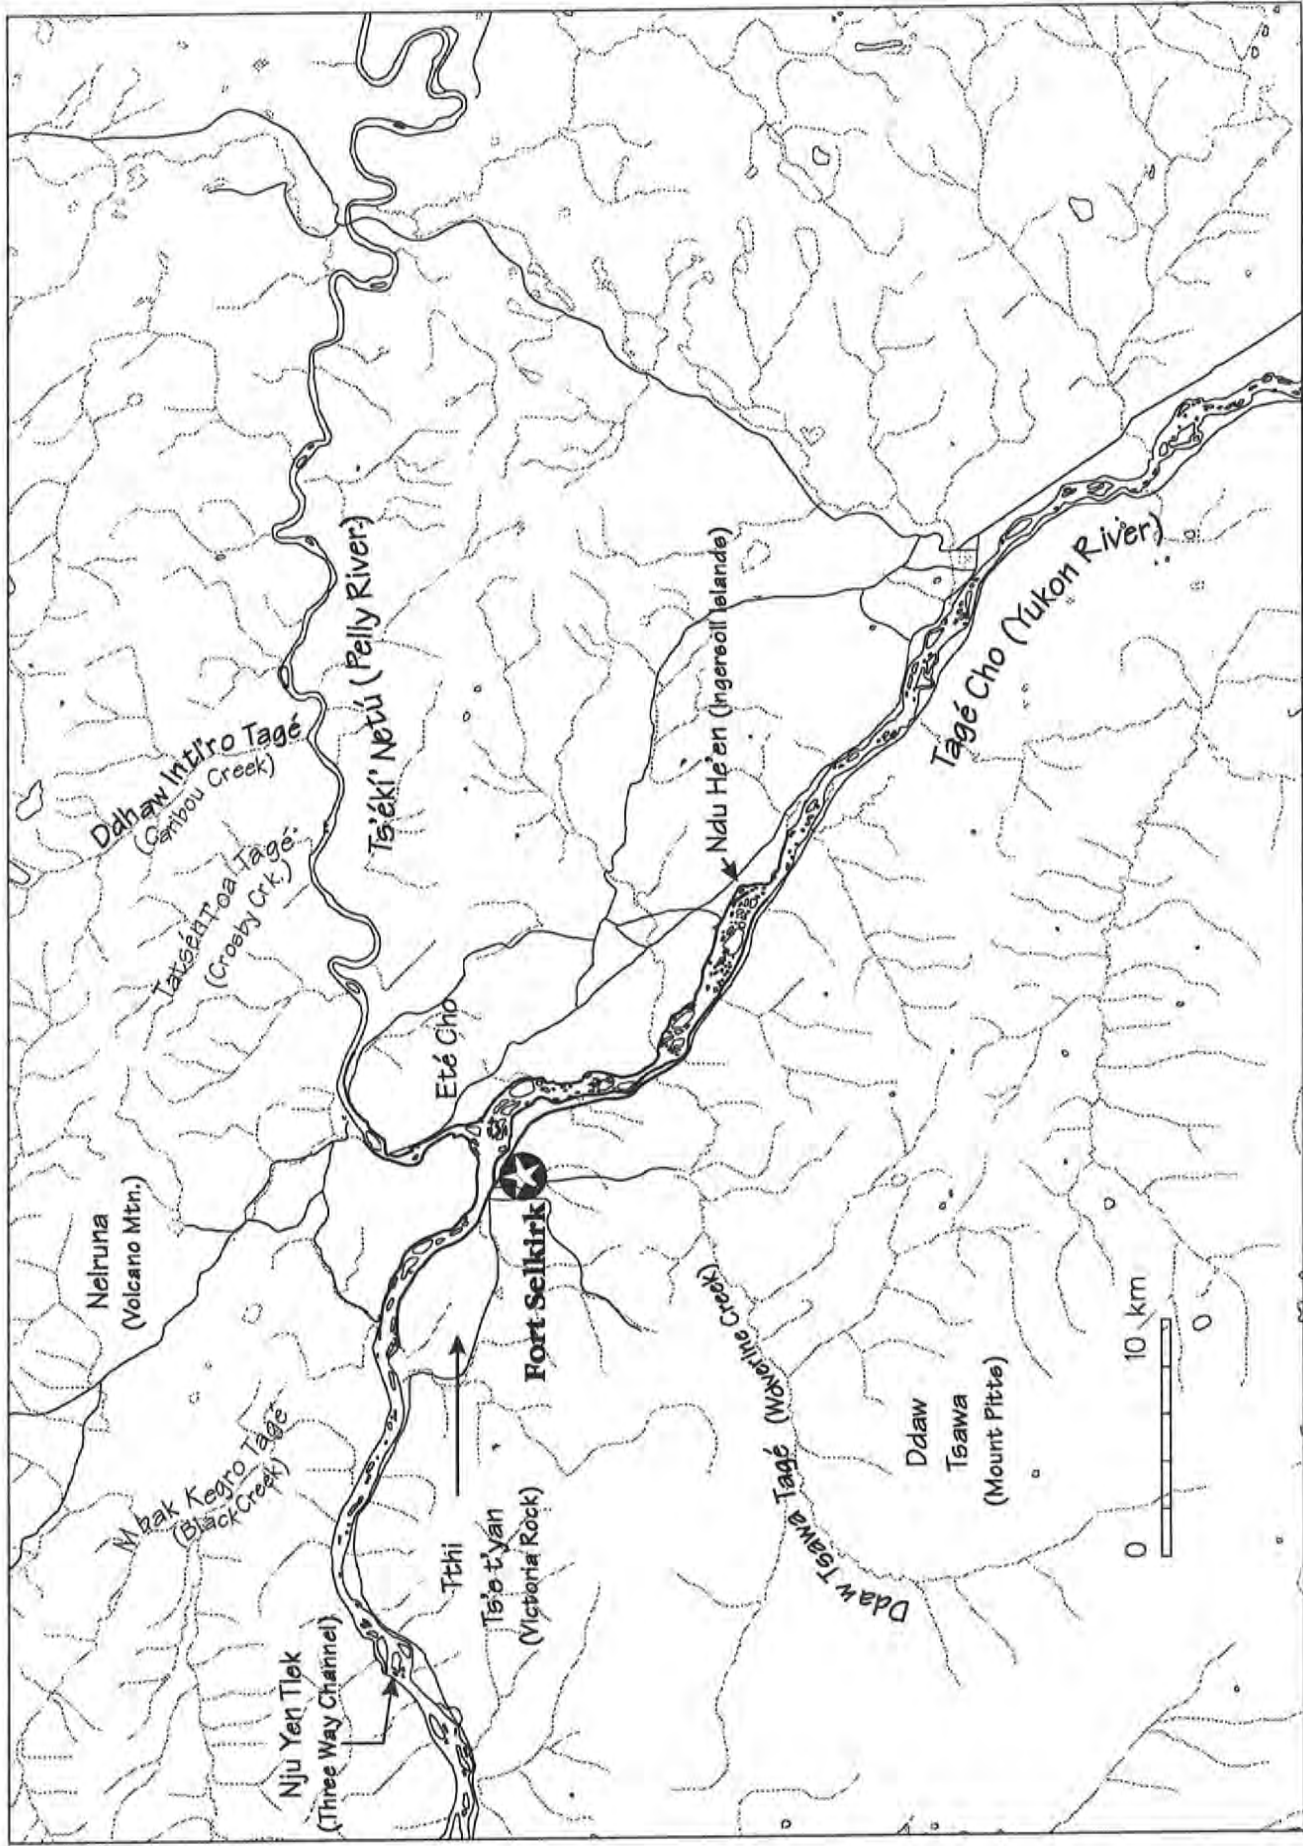 Nelruna
(Volcano Mtn.)
Mbak Kegro Tagé
(Black Creek)
Nju Yen Tlek
(Three Way Channel)
Tthi
Ts'e t'yan
(Victoria Rock)
Fort Selkirk
Eté Cho
Tatsént'oa Tagé
(Crosby Crk.)
Ddhaw Intl'ro Tagé
(Caribou Creek)
Ts'éki' Netú (Pelly River)
Ndu He'en (Ingersoll Islands)
Tagé Cho (Yukon River)
Ddaw Tsawa Tagé (Wolverine Creek)
Ddaw
Tsawa
(Mount Pitts)
0 10 km